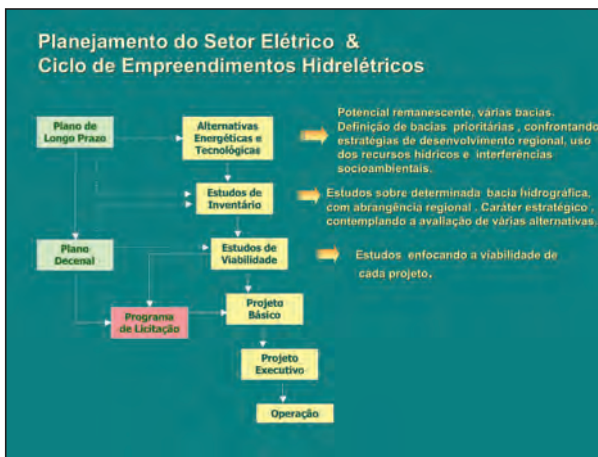 Planejamento do Setor Elétrico &
Ciclo de Empreendimentos Hidrelétricos
Plano de
Longo Prazo
Alternativas
Energéticas e
Tecnológicas
Potencial remanescente, várias bacias.
Definição de bacias prioritárias , confrontando
estratégias de desenvolvimento regional, uso
dos recursos hídricos e interferências
socioambientais.
Estudos de
Inventário
Estudos sobre determinada bacia hidrográfica,
com abrangência regional . Caráter estratégico ,
contemplando a avaliação de várias alternativas.
Plano
Decenal
Estudos de
Viabilidade
Estudos enfocando a viabilidade de
cada projeto.
Programa
de Licitação
Projeto
Básico
Projeto
Executivo
Operação